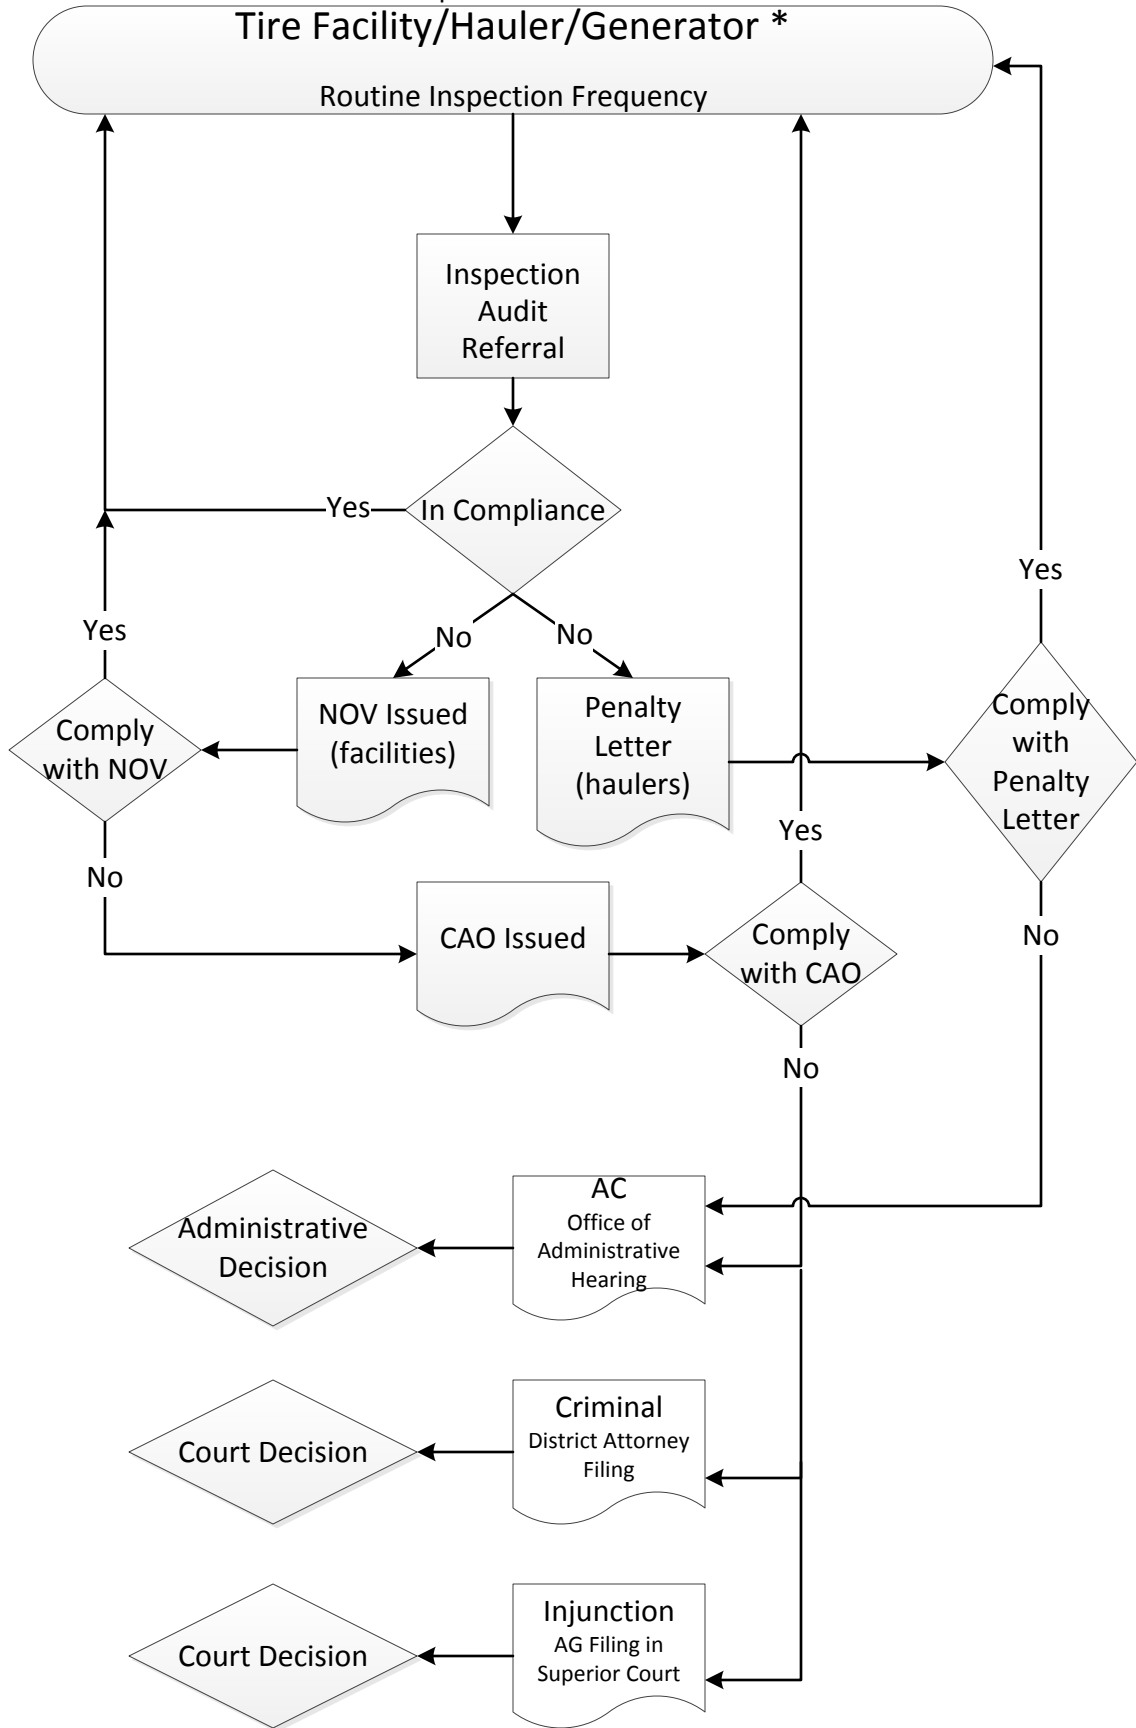 Tire Facility/Hauler/Generator *
Routine Inspection Frequency
Inspection
Audit
Referral
Yes
In Compliance
Yes
Yes
No
No
NOV Issued
(facilities)
Penalty
Letter
(haulers)
Comply
with NOV
Comply
with
Penalty
Letter
Yes
No
CAO Issued
Comply
with CAO
No
No
AC
Office of
Administrative
Hearing
Administrative
Decision
Criminal
District Attorney
Filing
Court Decision
Injunction
AG Filing in
Superior Court
Court Decision